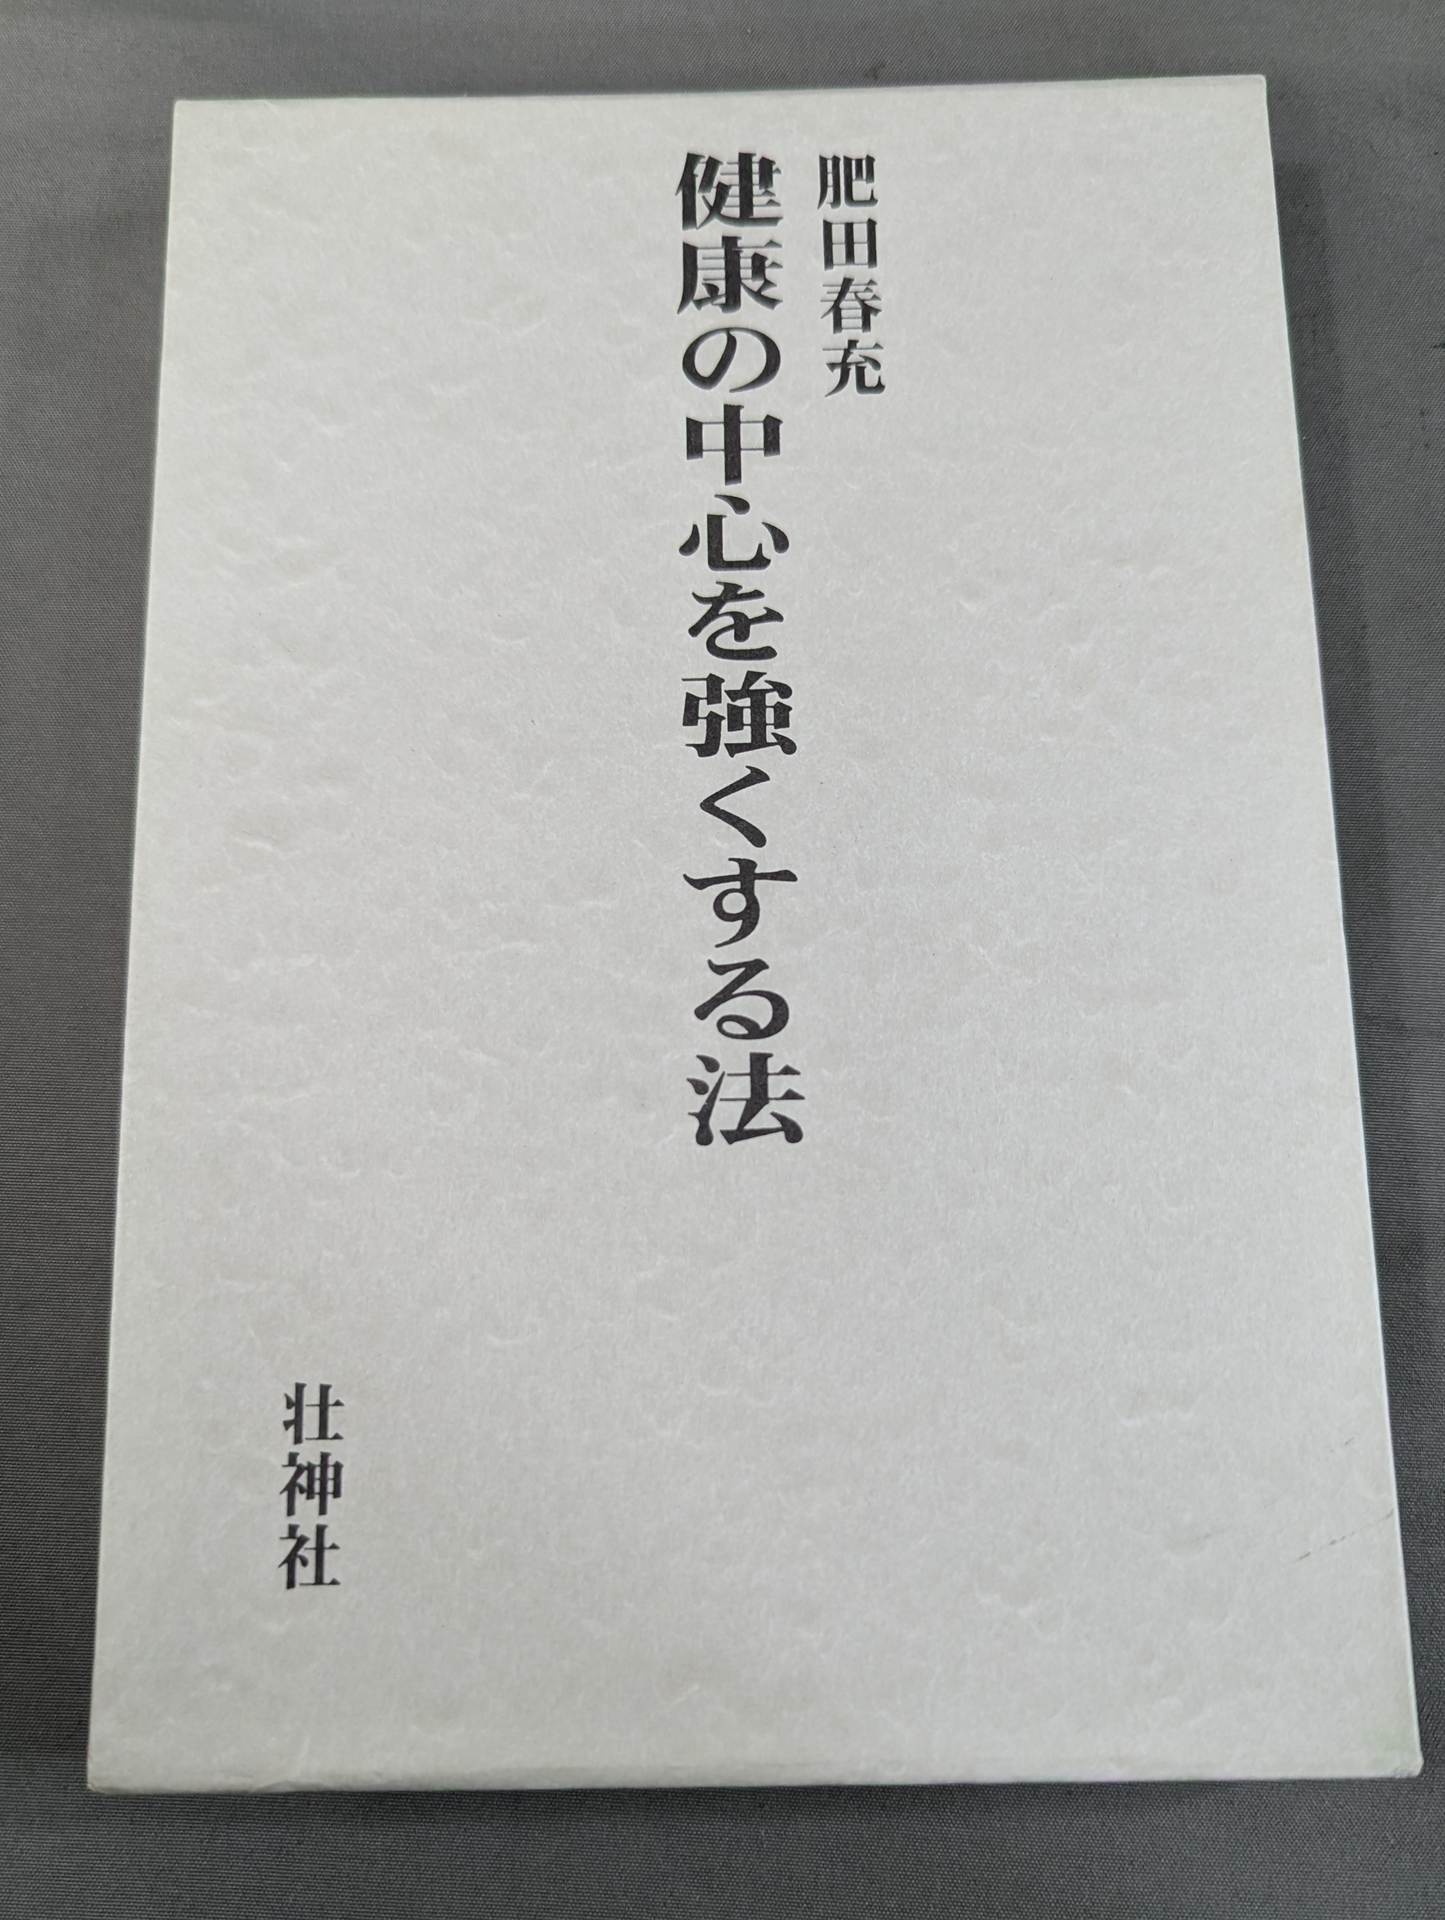 肥田春充
健康の中心を強くする法
壮神社